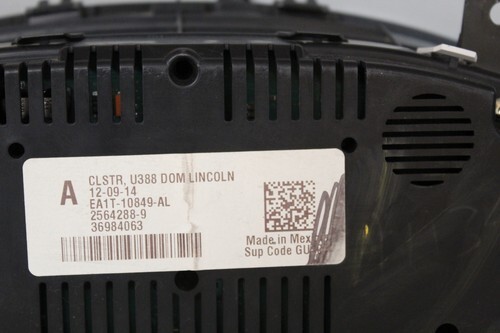 A
CLSTR, U388 DOM LINCOLN
12-09-14
EA1T-10849-AL
2564288-9
36984063
Made in Mex
Sup Code GU